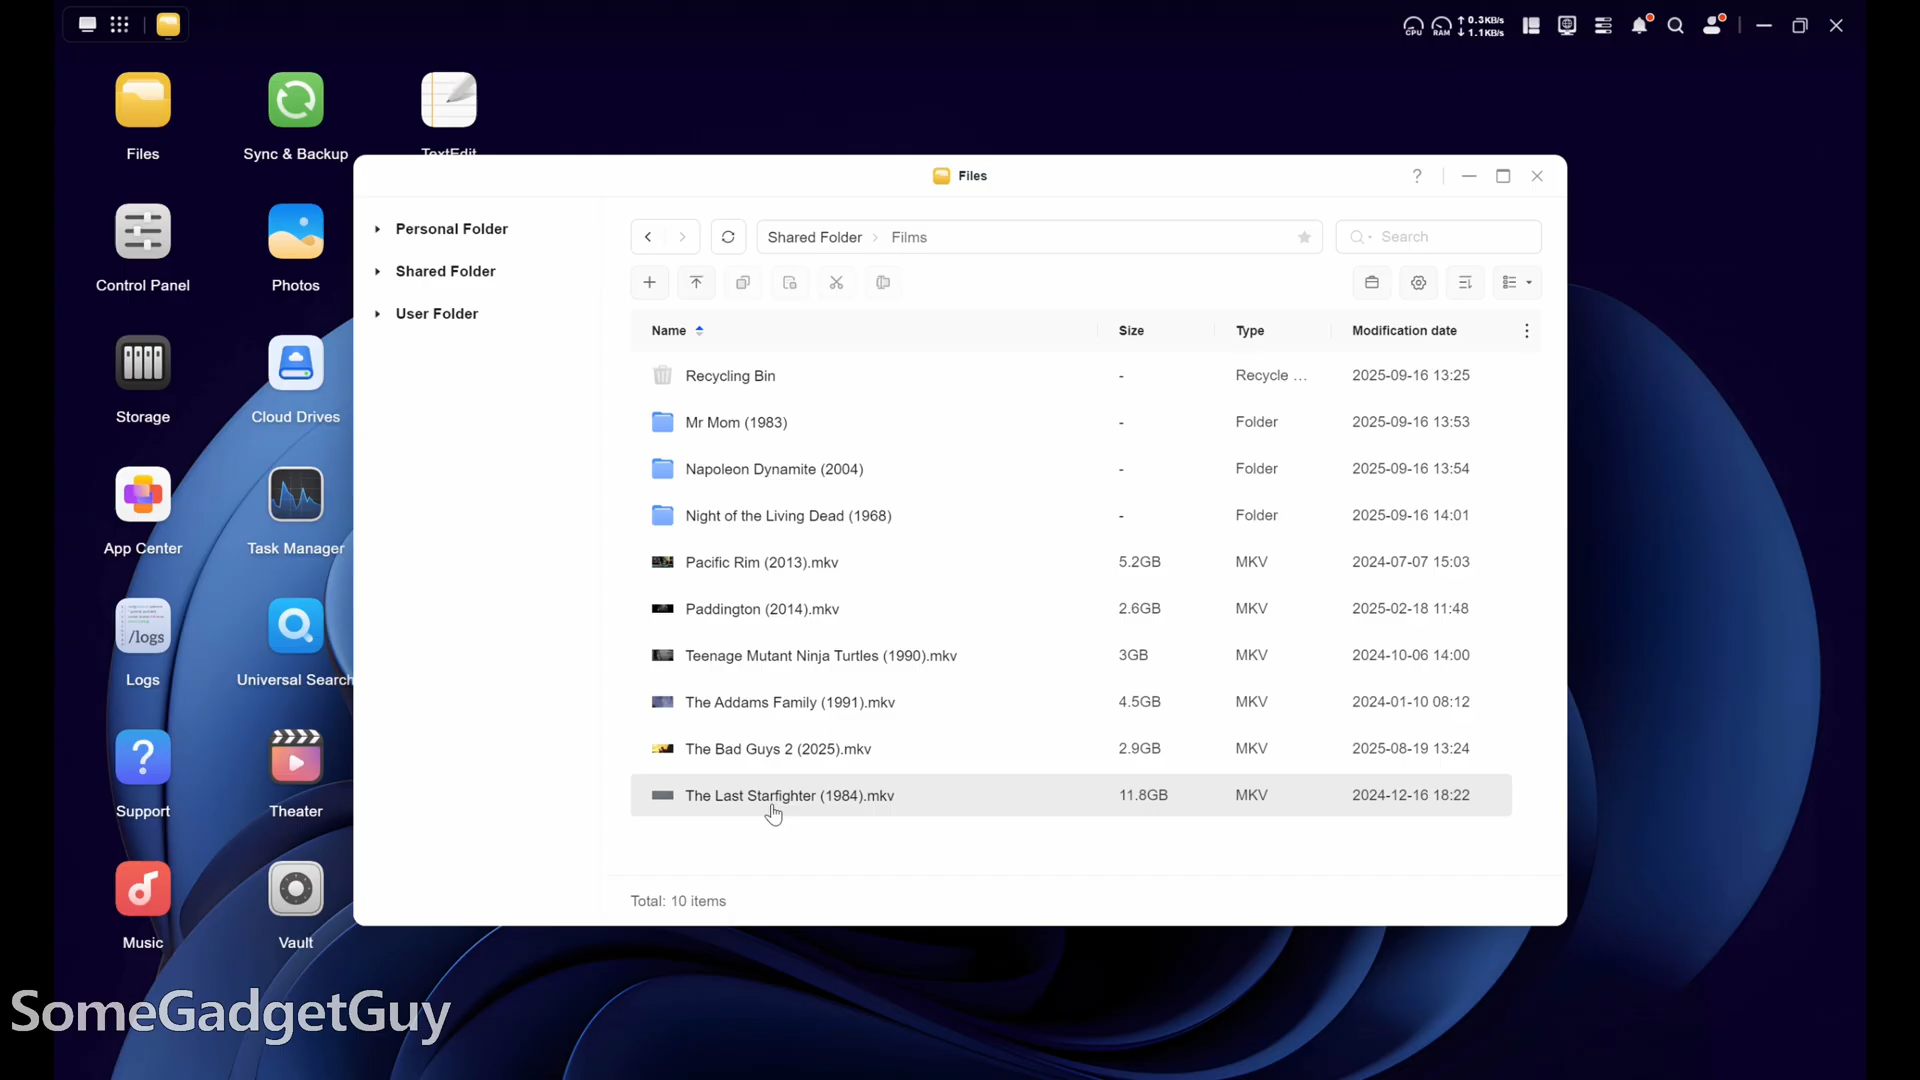 CPU
RAM
↑ 0.3KB/s
↓ 1.1KB/s
Files
Sync & Backup
TextEdit
Control Panel
Photos
Storage
Cloud Drives
App Center
Task Manager
/logs
Logs
Universal Search
Support
Theater
Music
Vault
Files
Personal Folder
Shared Folder
User Folder
Shared Folder > Films
Search
Name Size Type Modification date
Recycling Bin - Recycle ... 2025-09-16 13:25
Mr Mom (1983) - Folder 2025-09-16 13:53
Napoleon Dynamite (2004) - Folder 2025-09-16 13:54
Night of the Living Dead (1968) - Folder 2025-09-16 14:01
Pacific Rim (2013).mkv 5.2GB MKV 2024-07-07 15:03
Paddington (2014).mkv 2.6GB MKV 2025-02-18 11:48
Teenage Mutant Ninja Turtles (1990).mkv 3GB MKV 2024-10-06 14:00
The Addams Family (1991).mkv 4.5GB MKV 2024-01-10 08:12
The Bad Guys 2 (2025).mkv 2.9GB MKV 2025-08-19 13:24
The Last Starfighter (1984).mkv 11.8GB MKV 2024-12-16 18:22
Total: 10 items
SomeGadgetGuy